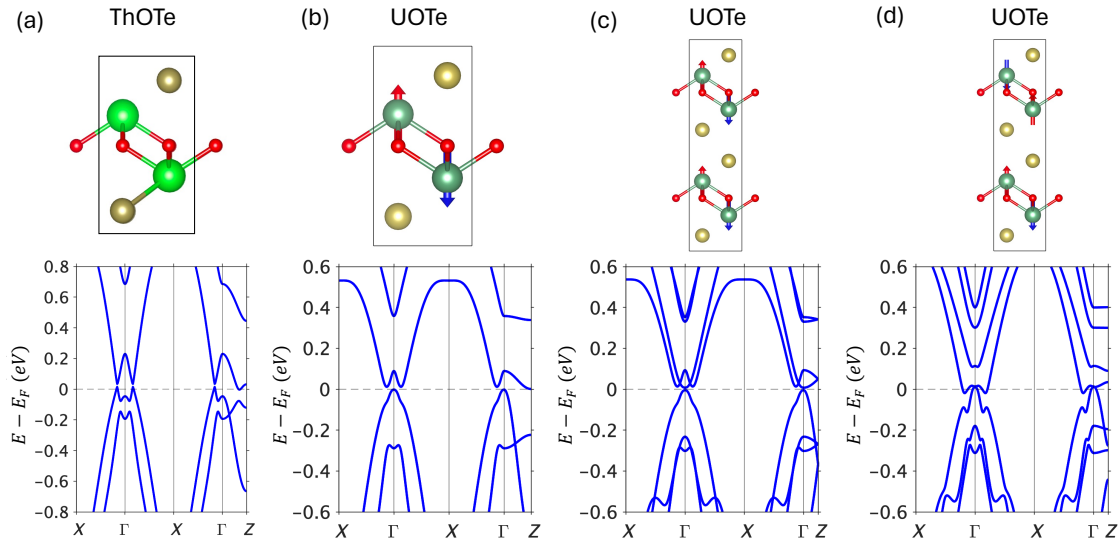 (a) ThOTe
(b) UOTe
(c) UOTe
(d) UOTe
E − E_F (eV)
0.8
0.6
0.4
0.2
0
−0.2
−0.4
−0.6
−0.8
X Γ X Γ Z
E − E_F (eV)
0.6
0.4
0.2
0
−0.2
−0.4
−0.6
X Γ X Γ Z
E − E_F (eV)
0.6
0.4
0.2
0
−0.2
−0.4
−0.6
X Γ X Γ Z
E − E_F (eV)
0.6
0.4
0.2
0
−0.2
−0.4
−0.6
X Γ X Γ Z